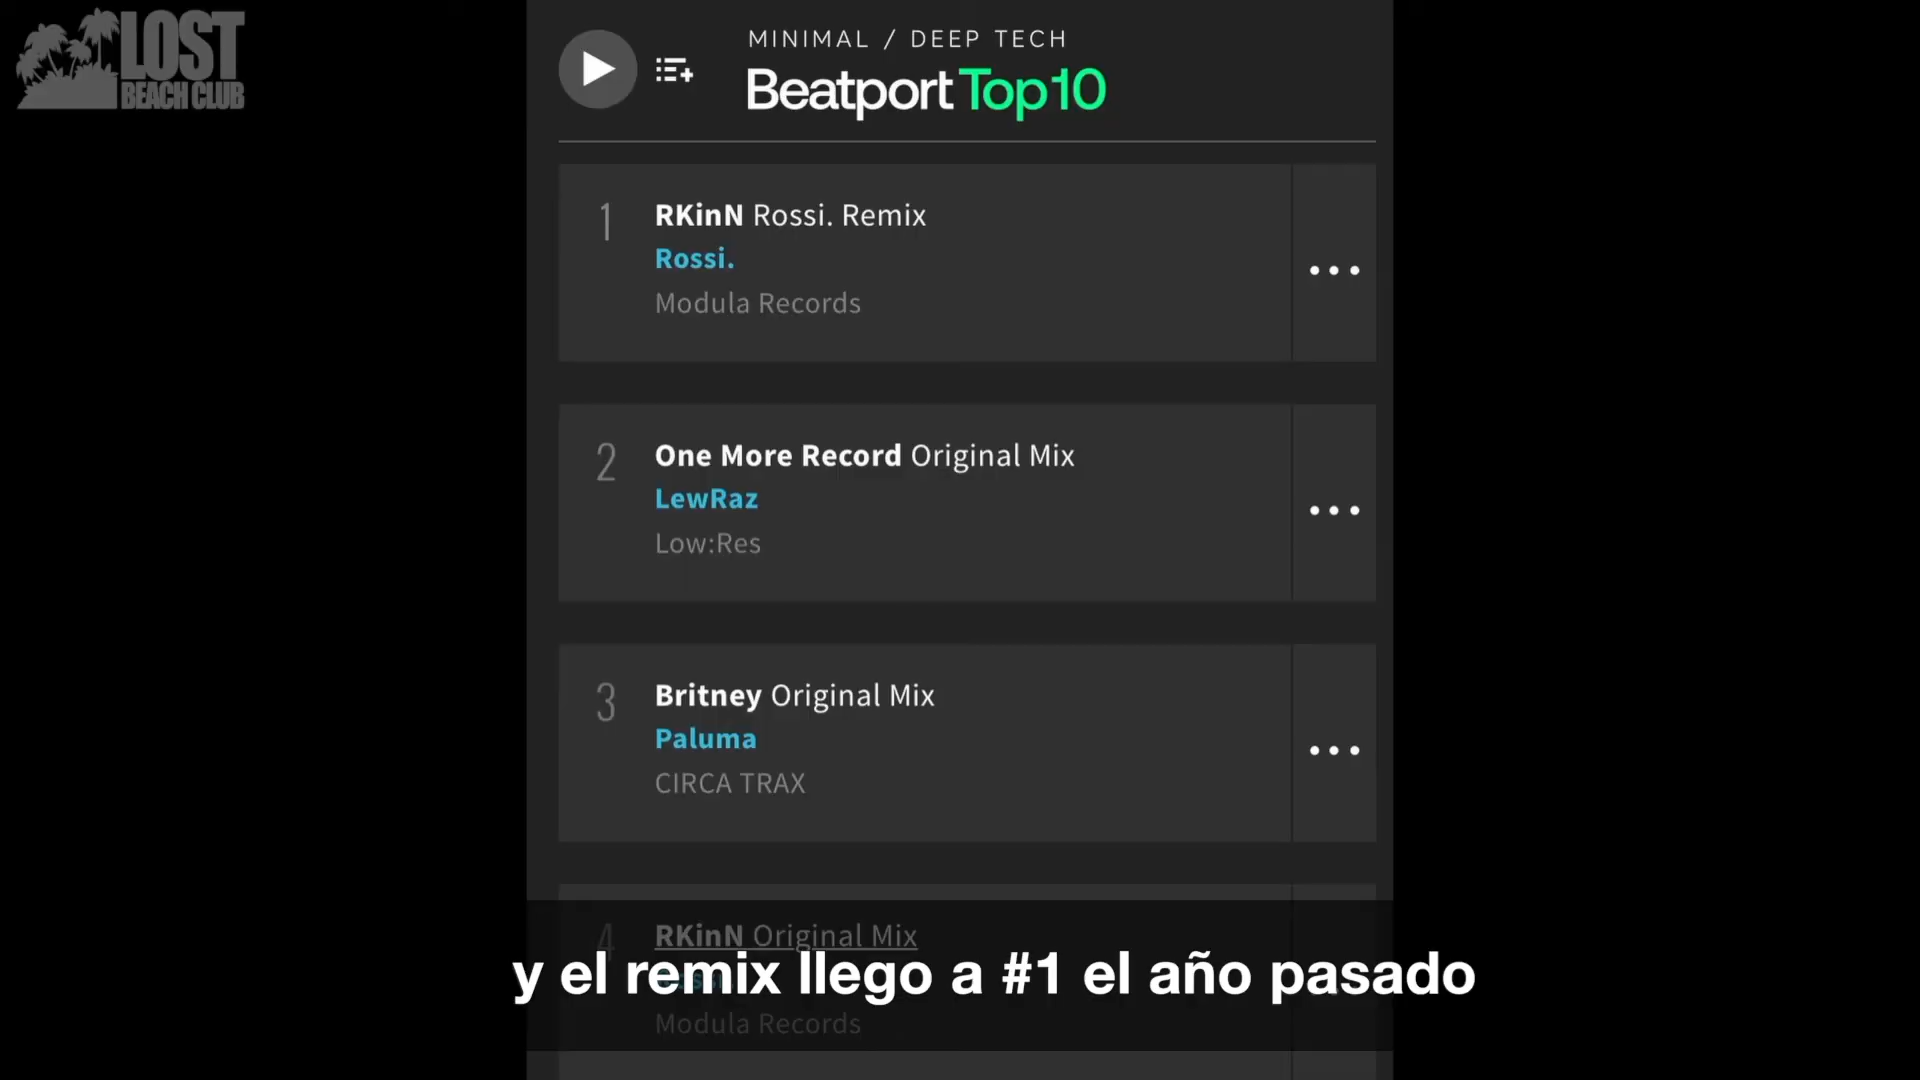 LOST
BEACH CLUB
MINIMAL / DEEP TECH
Beatport Top10
1
RKinN Rossi. Remix
Rossi.
Modula Records
2
One More Record Original Mix
LewRaz
Low:Res
3
Britney Original Mix
Paluma
CIRCA TRAX
4
RKinN Original Mix
y el remix llego a #1 el año pasado
Modula Records